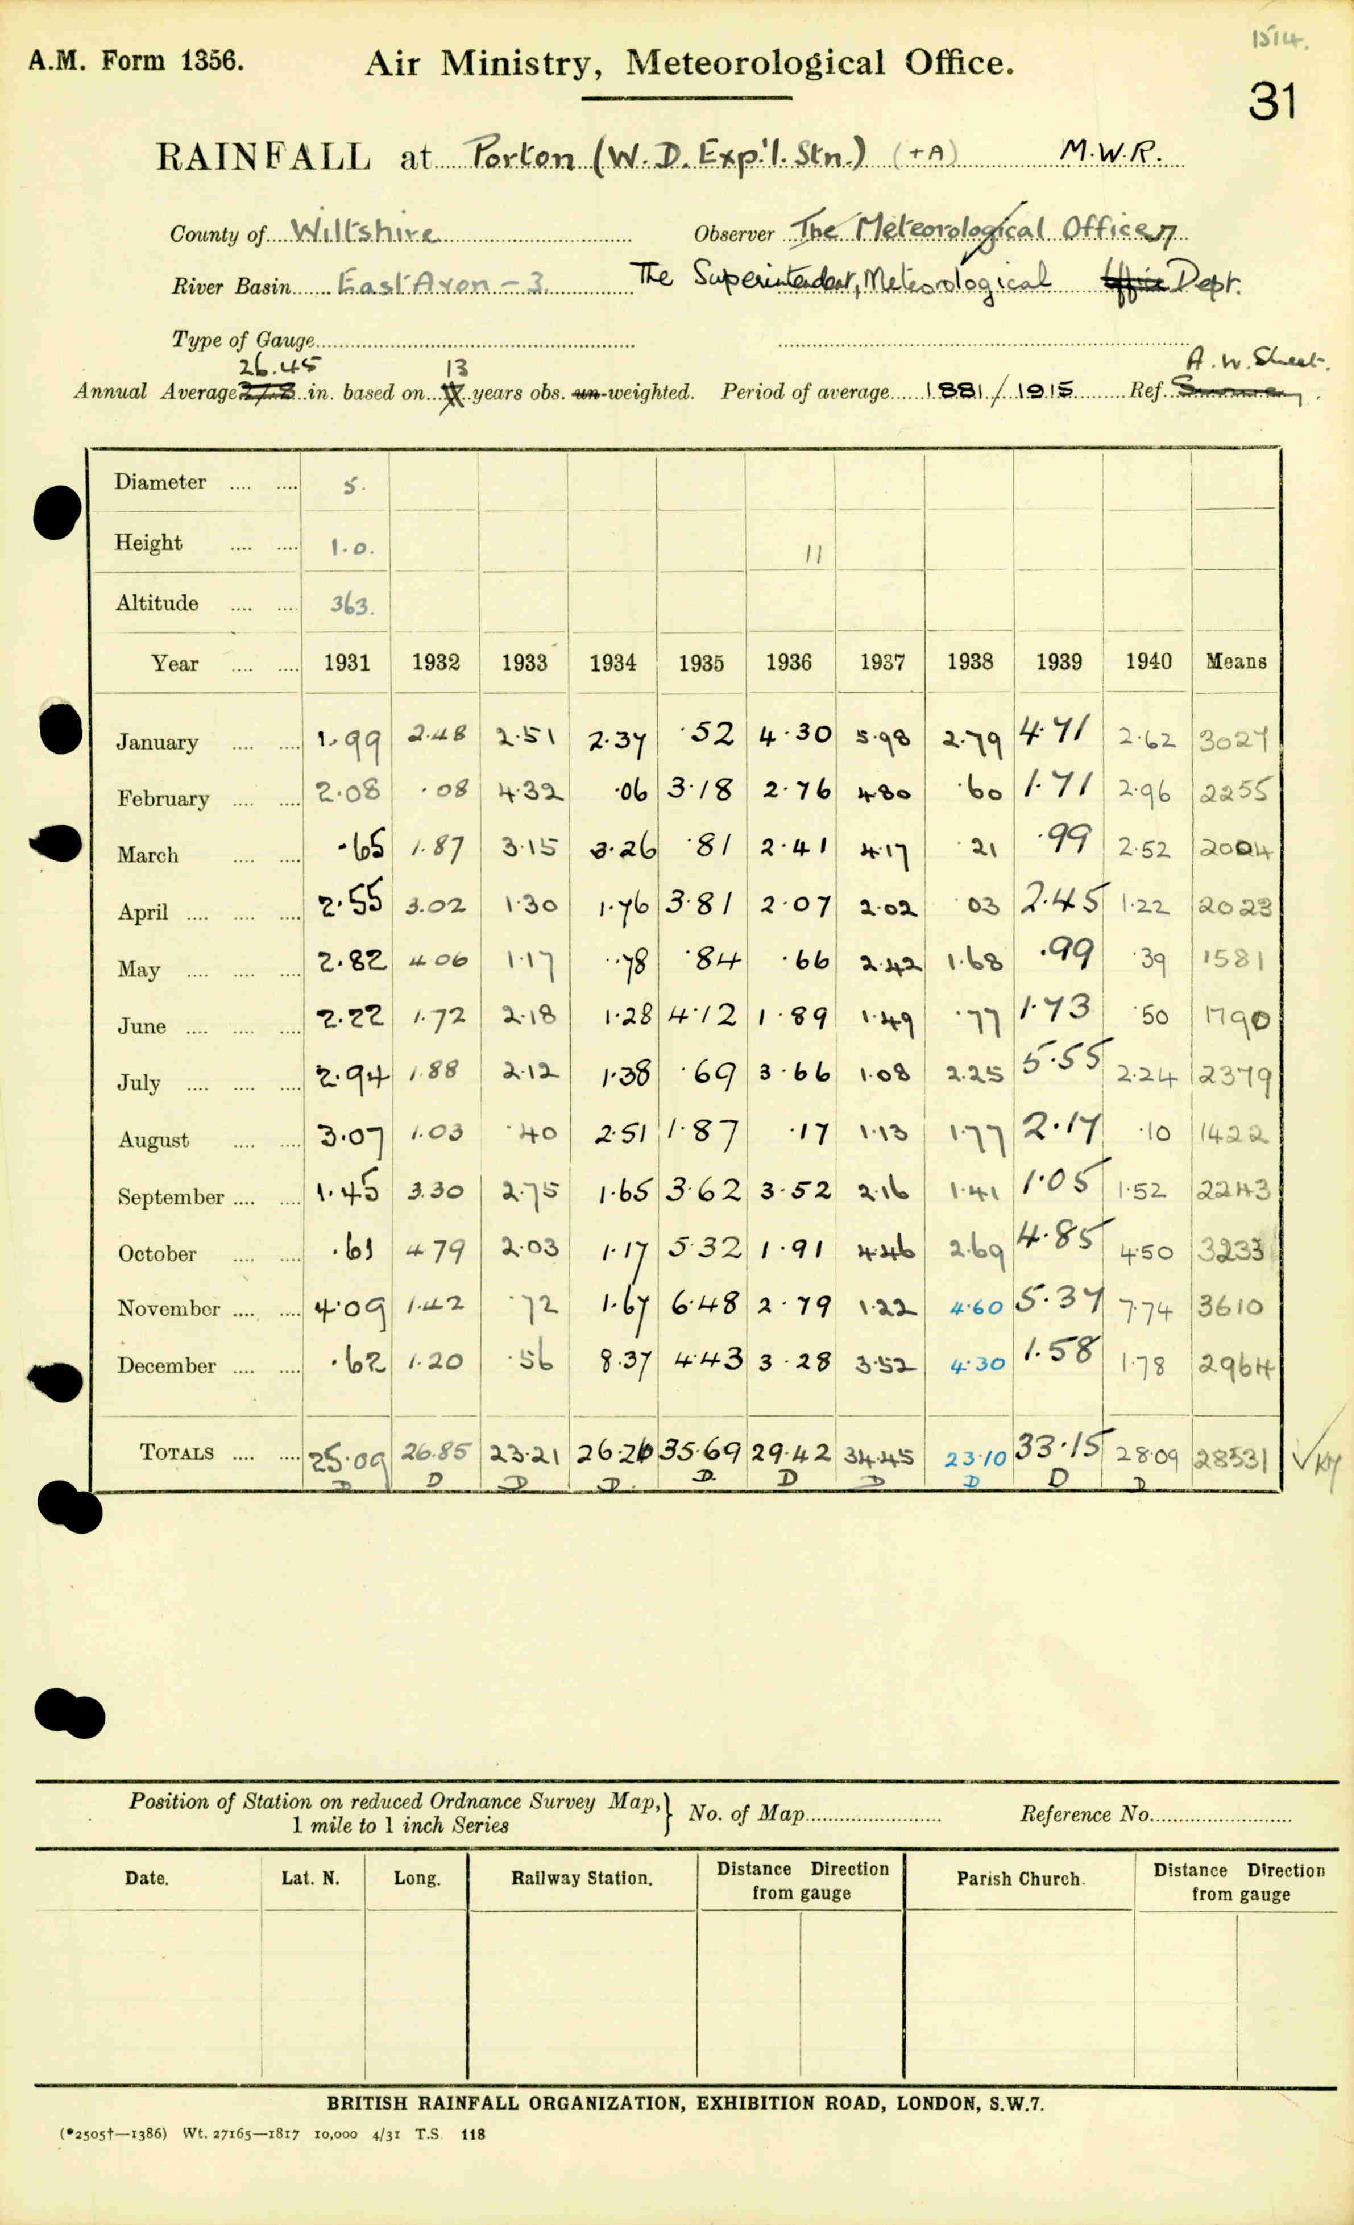 1514.
A.M. Form 1356. Air Ministry, Meteorological Office.
31
RAINFALL at Porton (W.D. Exp'l. Stn.) (+A) M.W.R.
County of Wiltshire Observer The Meteorological Officer
River Basin East Avon - 3. The Superintendent, Meteorological Office Dept.
Type of Gauge
26.45 13 A.W. Sheet.
Annual Average 27.8 in. based on years obs. un-weighted. Period of average 1881/1915 Ref.
Diameter 5.
Height 1.0. 11
Altitude 363.
Year 1931 1932 1933 1934 1935 1936 1937 1938 1939 1940 Means
January 1.99 2.48 2.51 2.37 .52 4.30 5.98 2.79 4.71 2.62 3027
February 2.08 .08 4.32 .06 3.18 2.76 4.80 .60 1.71 2.96 2255
March .65 1.87 3.15 3.26 .81 2.41 4.17 .21 .99 2.52 2004
April 2.55 3.02 1.30 1.76 3.81 2.07 2.02 .03 2.45 1.22 2023
May 2.82 4.06 1.17 .78 .84 .66 2.42 1.68 .99 .39 1581
June 2.22 1.72 2.18 1.28 4.12 1.89 1.49 .77 1.73 .50 1790
July 2.94 1.88 2.12 1.38 .69 3.66 1.08 2.25 5.55 2.24 2379
August 3.07 1.03 .40 2.51 1.87 .17 1.13 1.77 2.17 .10 1422
September 1.45 3.30 2.75 1.65 3.62 3.52 2.16 1.41 1.05 1.52 2243
October .61 4.79 2.03 1.17 5.32 1.91 4.46 2.69 4.85 4.50 3233
November 4.09 1.42 .72 1.67 6.48 2.79 1.22 4.60 5.37 7.74 3610
December .62 1.20 .56 8.37 4.43 3.28 3.52 4.30 1.58 1.78 2964
TOTALS 25.09 26.85 23.21 26.26 35.69 29.42 34.45 23.10 33.15 28.09 28531
D D D D. D D D D D D
Position of Station on reduced Ordnance Survey Map, } No. of Map Reference No.
1 mile to 1 inch Series
Date. Lat. N. Long. Railway Station. Distance Direction from gauge Parish Church. Distance Direction from gauge
BRITISH RAINFALL ORGANIZATION, EXHIBITION ROAD, LONDON, S.W.7.
(*2505†—1386) Wt. 27165—1817 10,000 4/31 T.S. 118